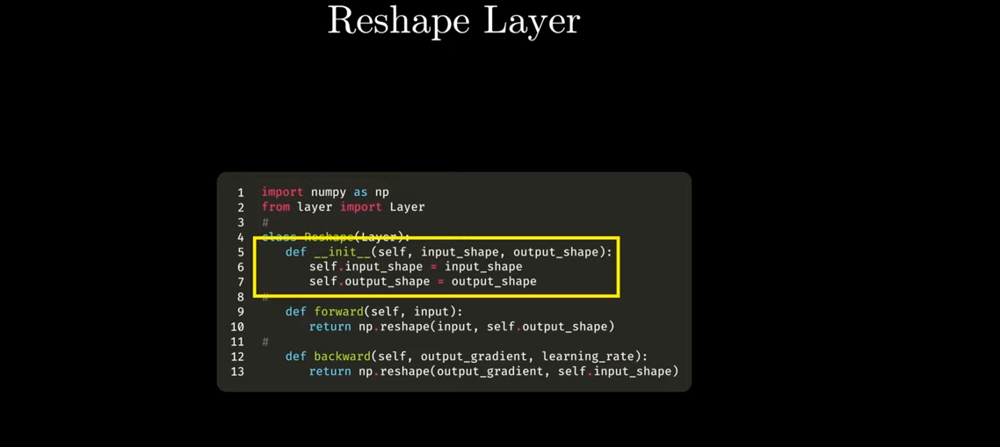 Reshape Layer
1 import numpy as np
2 from layer import Layer
3 #
4 class Reshape(Layer):
5 def __init__(self, input_shape, output_shape):
6 self.input_shape = input_shape
7 self.output_shape = output_shape
8 #
9 def forward(self, input):
10 return np.reshape(input, self.output_shape)
11 #
12 def backward(self, output_gradient, learning_rate):
13 return np.reshape(output_gradient, self.input_shape)